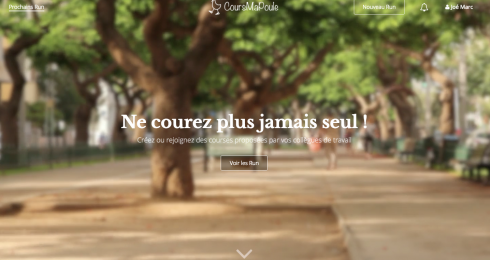 Prochains Run
CoursMaPoule
Nouveau Run
Joé Marc
Ne courez plus jamais seul !
Créez ou rejoignez des courses proposées par vos collègues de travail
Voir les Run